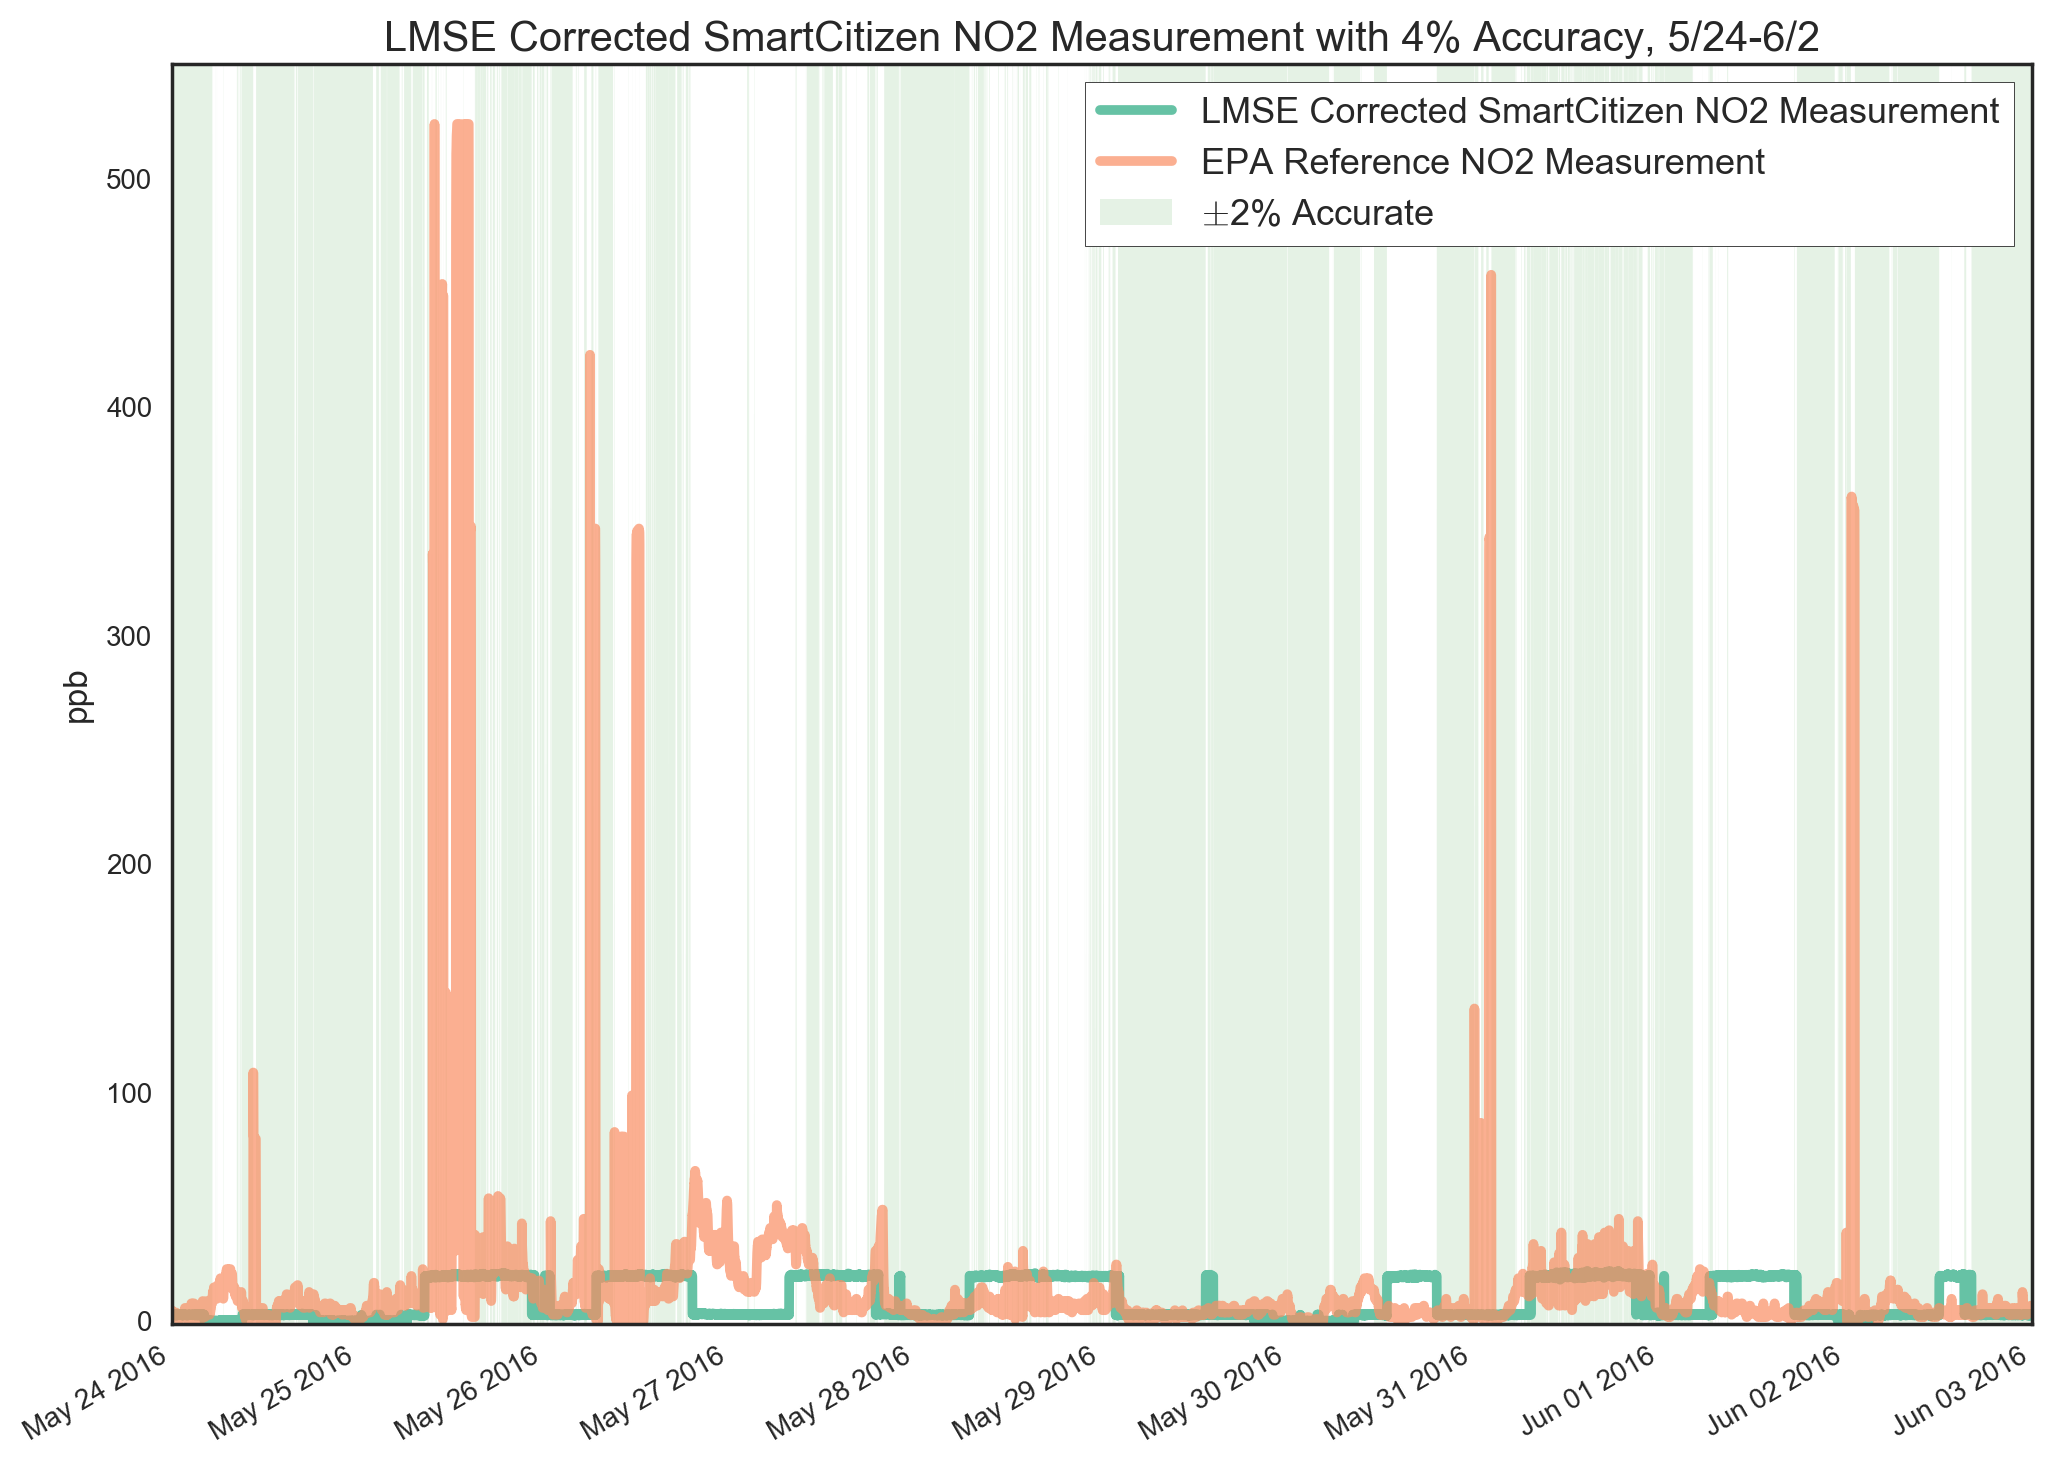 LMSE Corrected SmartCitizen NO2 Measurement with 4% Accuracy, 5/24-6/2
LMSE Corrected SmartCitizen NO2 Measurement
EPA Reference NO2 Measurement
±2% Accurate
500
400
300
200
100
0
ppb
May 24 2016
May 25 2016
May 26 2016
May 27 2016
May 28 2016
May 29 2016
May 30 2016
May 31 2016
Jun 01 2016
Jun 02 2016
Jun 03 2016